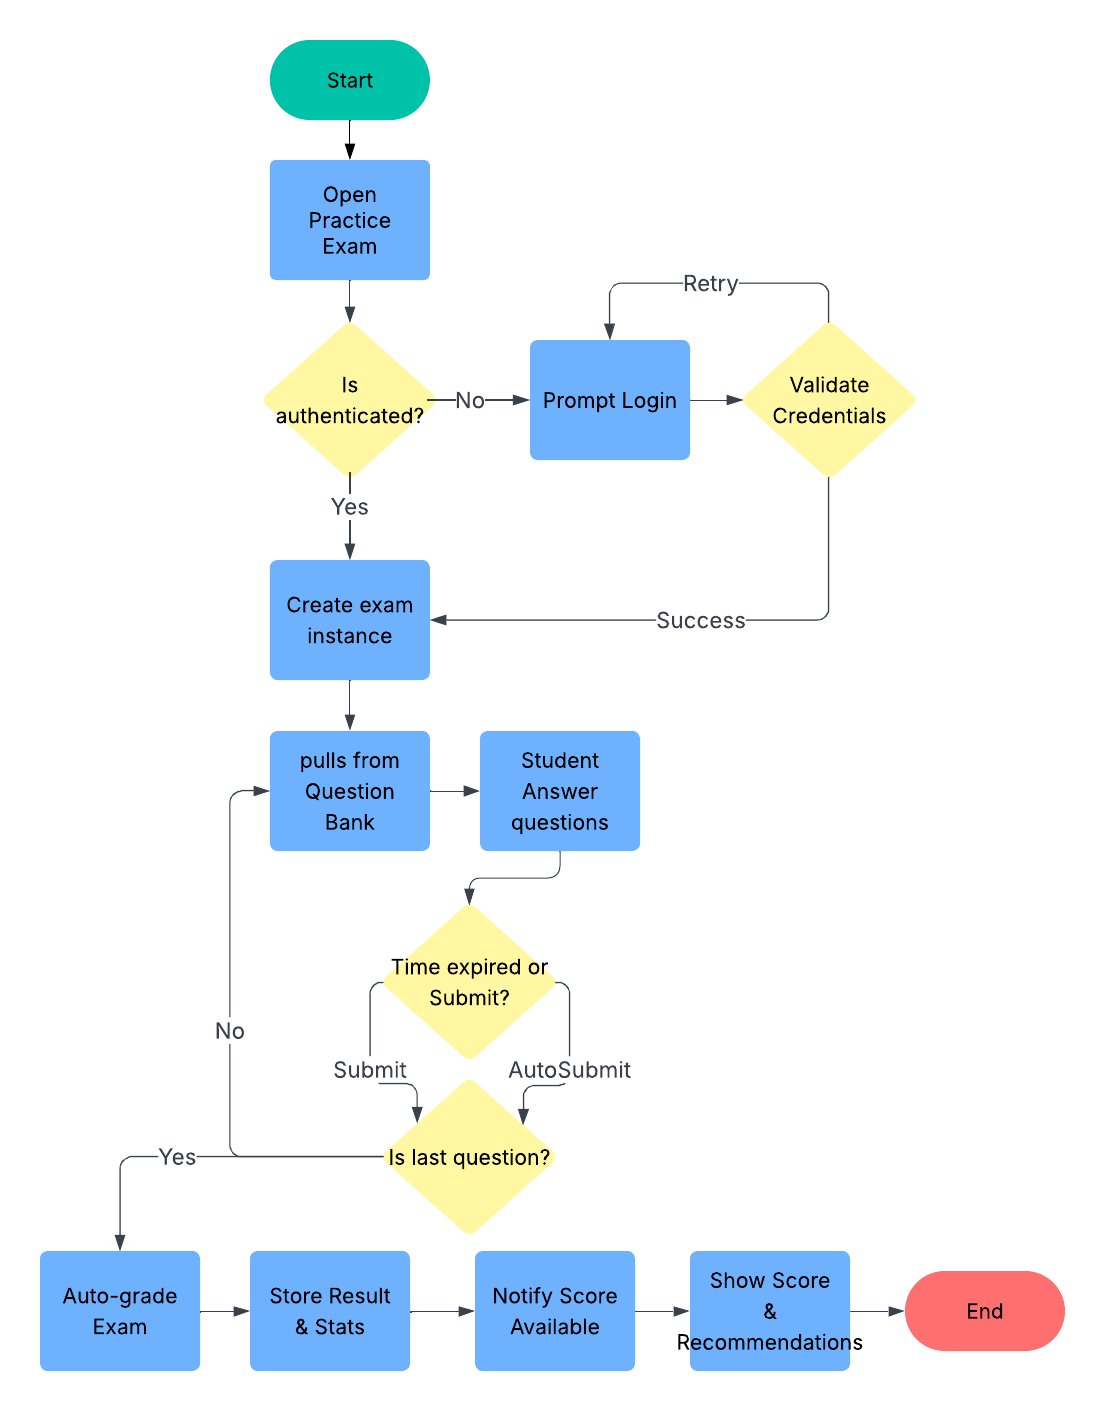 Start
Open
Practice
Exam
Retry
Is
authenticated?
No
Prompt Login
Validate
Credentials
Yes
Create exam
instance
Success
pulls from
Question
Bank
Student
Answer
questions
Time expired or
Submit?
No
Submit
AutoSubmit
Yes
Is last question?
Auto-grade
Exam
Store Result
& Stats
Notify Score
Available
Show Score
&
Recommendations
End